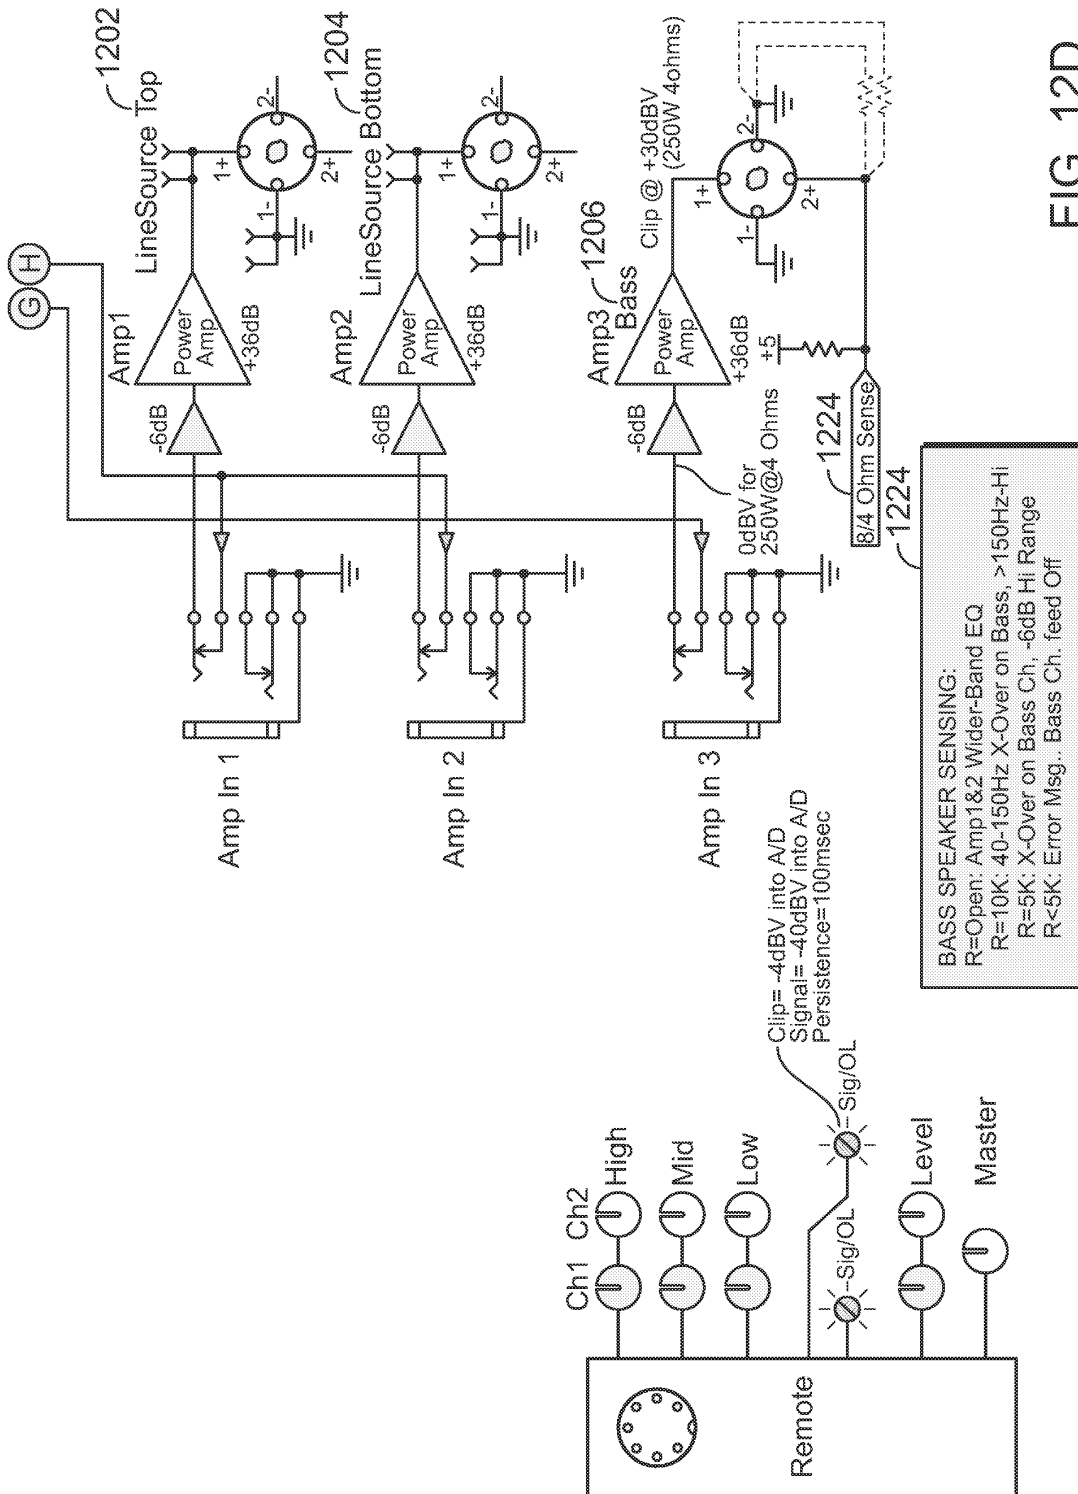 G
H
Amp1
LineSource Top
1202
-6dB
Power
Amp
+36dB
1+
1-
2-
2+
Amp In 1
Amp2
LineSource Bottom
1204
-6dB
Power
Amp
+36dB
1+
1-
2-
2+
Amp In 2
Amp3
Bass
1206
Clip @ +30dBV
(250W 4ohms)
-6dB
Power
Amp
+36dB
1+
1-
2-
2+
0dBV for
250W@4 Ohms
+5
Amp In 3
1224
8/4 Ohm Sense
1224
BASS SPEAKER SENSING:
R=Open: Amp1&2 Wider-Band EQ
R=10K: 40-150Hz X-Over on Bass, >150Hz-Hi
R=5K: X-Over on Bass Ch, -6dB Hi Range
R<5K: Error Msg.. Bass Ch. feed Off
Clip= -4dBV into A/D
Signal= -40dBV into A/D
Persistence=100msec
Ch1
Ch2
High
Mid
Low
Sig/OL
Sig/OL
Level
Master
Remote
FIG 12D